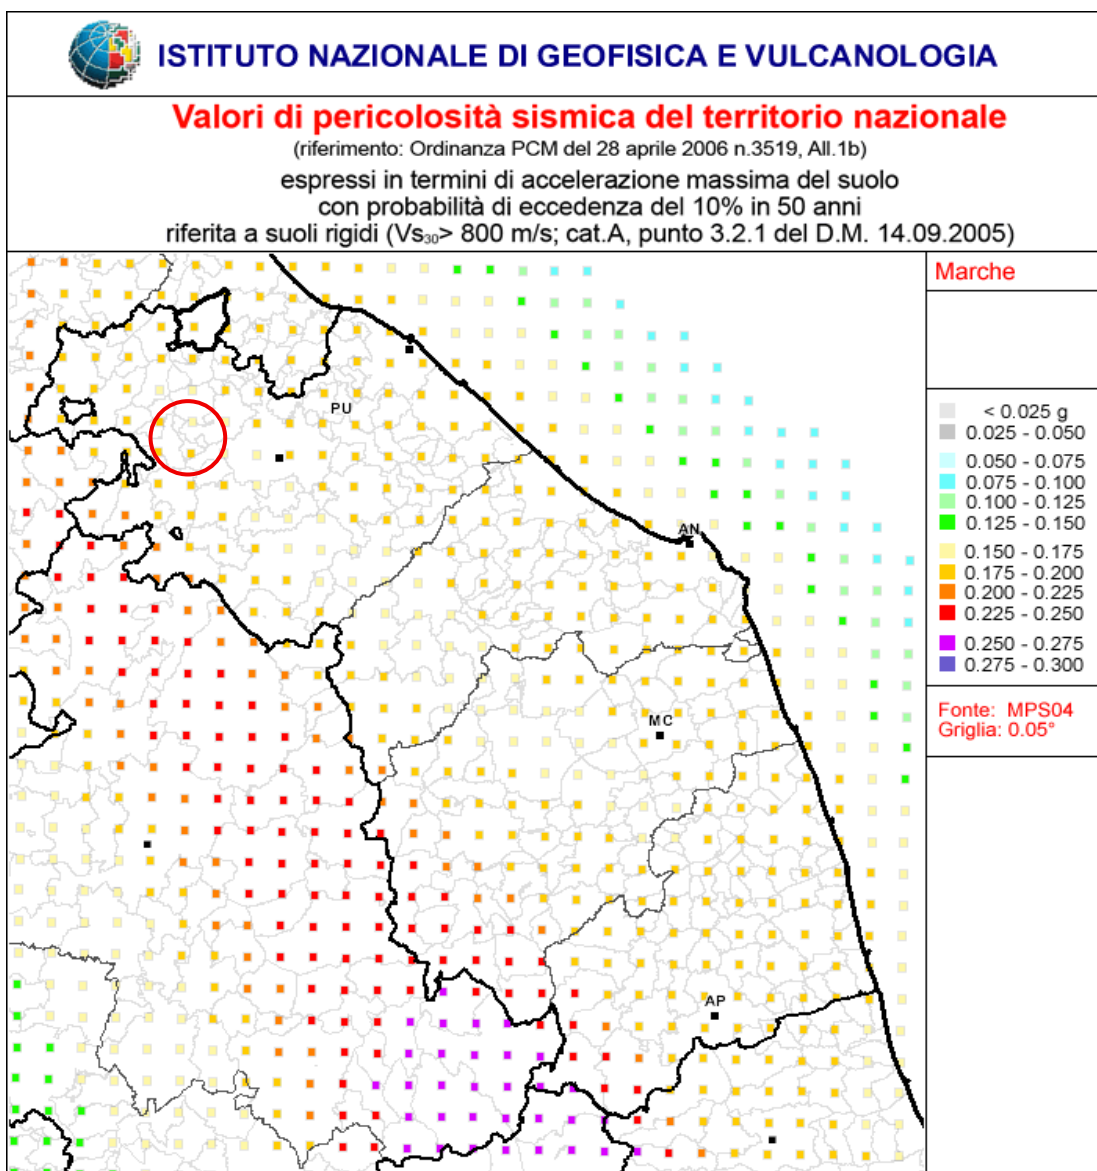 ISTITUTO NAZIONALE DI GEOFISICA E VULCANOLOGIA
Valori di pericolosità sismica del territorio nazionale
(riferimento: Ordinanza PCM del 28 aprile 2006 n.3519, All.1b)
espressi in termini di accelerazione massima del suolo
con probabilità di eccedenza del 10% in 50 anni
riferita a suoli rigidi (Vs₃₀> 800 m/s; cat.A, punto 3.2.1 del D.M. 14.09.2005)
Marche
PU
AN
MC
AP
< 0.025 g
0.025 - 0.050
0.050 - 0.075
0.075 - 0.100
0.100 - 0.125
0.125 - 0.150
0.150 - 0.175
0.175 - 0.200
0.200 - 0.225
0.225 - 0.250
0.250 - 0.275
0.275 - 0.300
Fonte: MPS04
Griglia: 0.05°